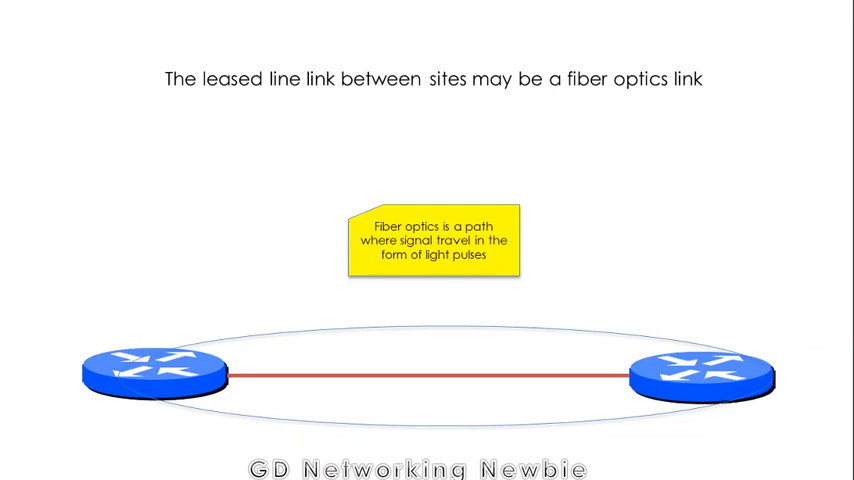 The leased line link between sites may be a fiber optics link
Fiber optics is a path
where signal travel in the
form of light pulses
GD Networking Newbie